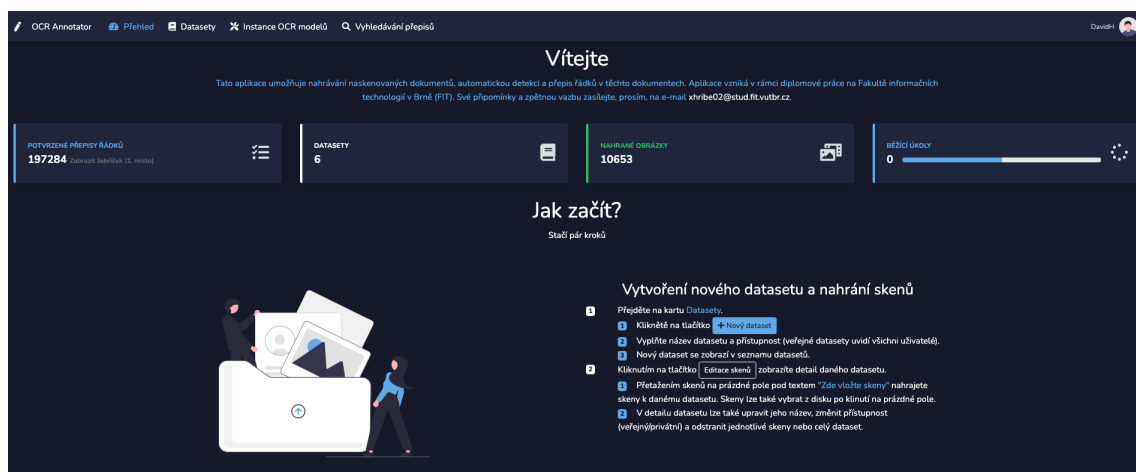 OCR Annotator Přehled Datasety Instance OCR modelů Vyhledávání přepisů DavidH
Vítejte
Tato aplikace umožňuje nahrávání naskenovaných dokumentů, automatickou detekci a přepis řádků v těchto dokumentech. Aplikace vzniká v rámci diplomové práce na Fakultě informačních
technologií v Brně (FIT). Své připomínky a zpětnou vazbu zasílejte, prosím, na e-mail xhribe02@stud.fit.vutbr.cz.
POTVRZENÉ PŘEPISY ŘÁDKŮ
197284 Zobrazit žebříček (1. místo)
DATASETY
6
NAHRANÉ OBRÁZKY
10653
BĚŽÍCÍ ÚKOLY
0
Jak začít?
Stačí pár kroků
Vytvoření nového datasetu a nahrání skenů
1 Přejděte na kartu Datasety.
1 Klikněté na tlačítko + Nový dataset
2 Vyplňte název datasetu a přístupnost (veřejné datasety uvidí všichni uživatelé).
3 Nový dataset se zobrazí v seznamu datasetů.
2 Kliknutím na tlačítko Editace skenů zobrazíte detail daného datasetu.
1 Přetažením skenů na prázdné pole pod textem "Zde vložte skeny" nahrajete
skeny k danému datasetu. Skeny lze také vybrat z disku po klinutí na prázdné pole.
2 V detailu datasetu lze také upravit jeho název, změnit přístupnost
(veřejný/privátní) a odstranit jednotlivé skeny nebo celý dataset.